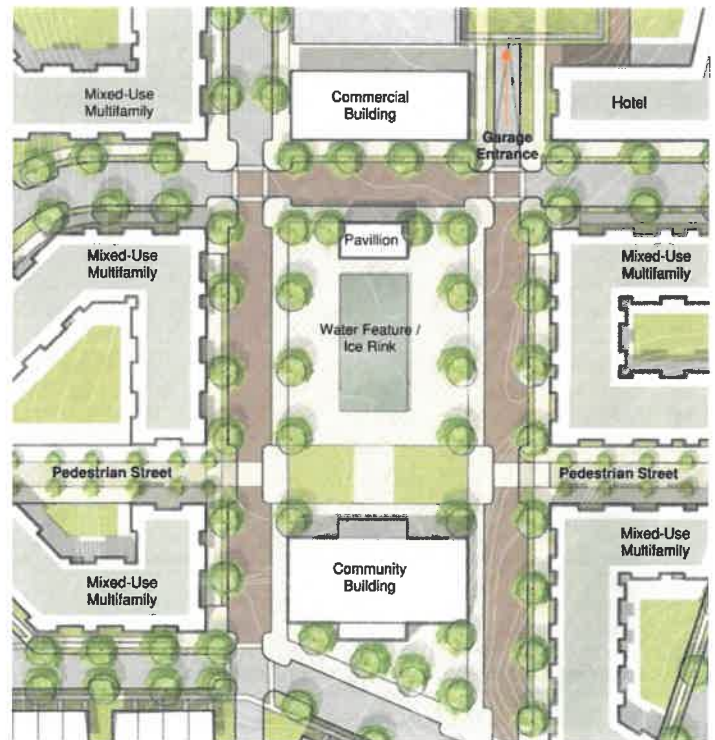 Mixed-Use
Multifamily
Commercial
Building
Hotel
Garage
Entrance
Mixed-Use
Multifamily
Pavillion
Mixed-Use
Multifamily
Water Feature /
Ice Rink
Pedestrian Street
Pedestrian Street
Mixed-Use
Multifamily
Community
Building
Mixed-Use
Multifamily